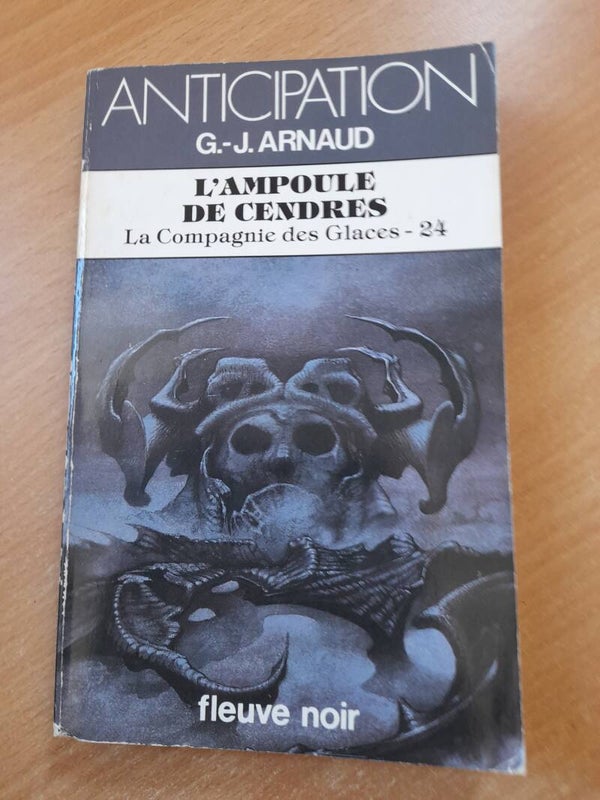 ANTICIPATION
G.-J. ARNAUD
L'AMPOULE
DE CENDRES
La Compagnie des Glaces - 24
fleuve noir